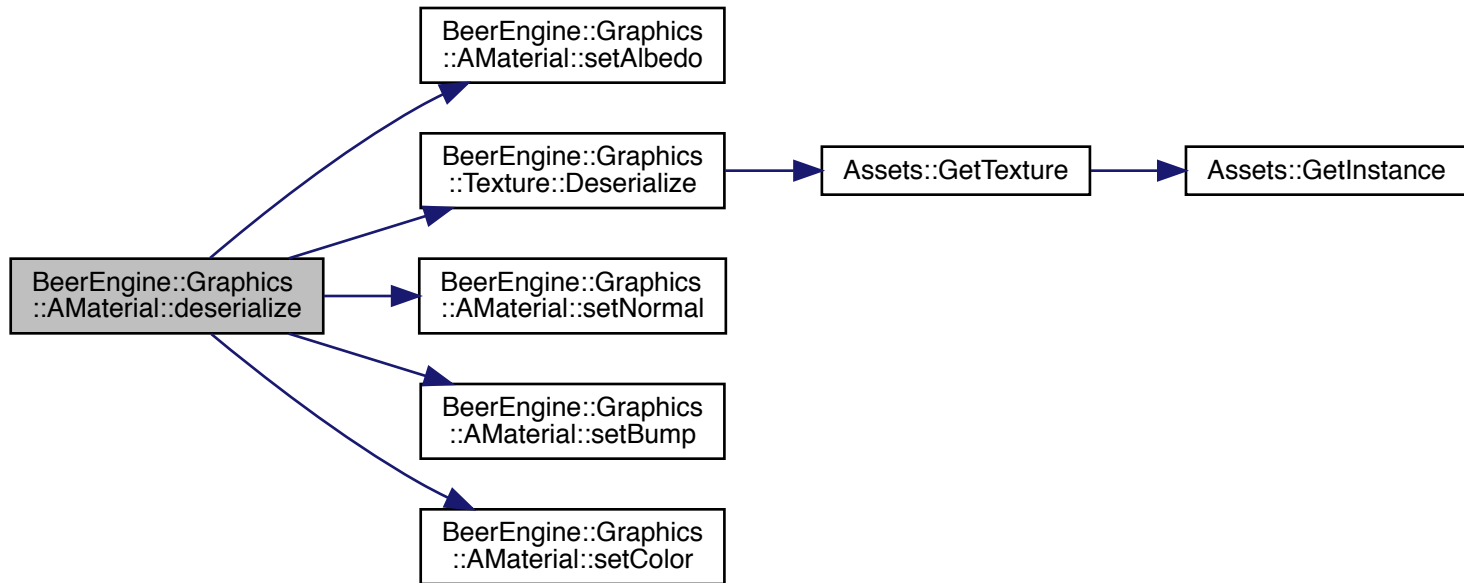 BeerEngine::Graphics
::AMaterial::setAlbedo
BeerEngine::Graphics
::Texture::Deserialize
Assets::GetTexture
Assets::GetInstance
BeerEngine::Graphics
::AMaterial::deserialize
BeerEngine::Graphics
::AMaterial::setNormal
BeerEngine::Graphics
::AMaterial::setBump
BeerEngine::Graphics
::AMaterial::setColor